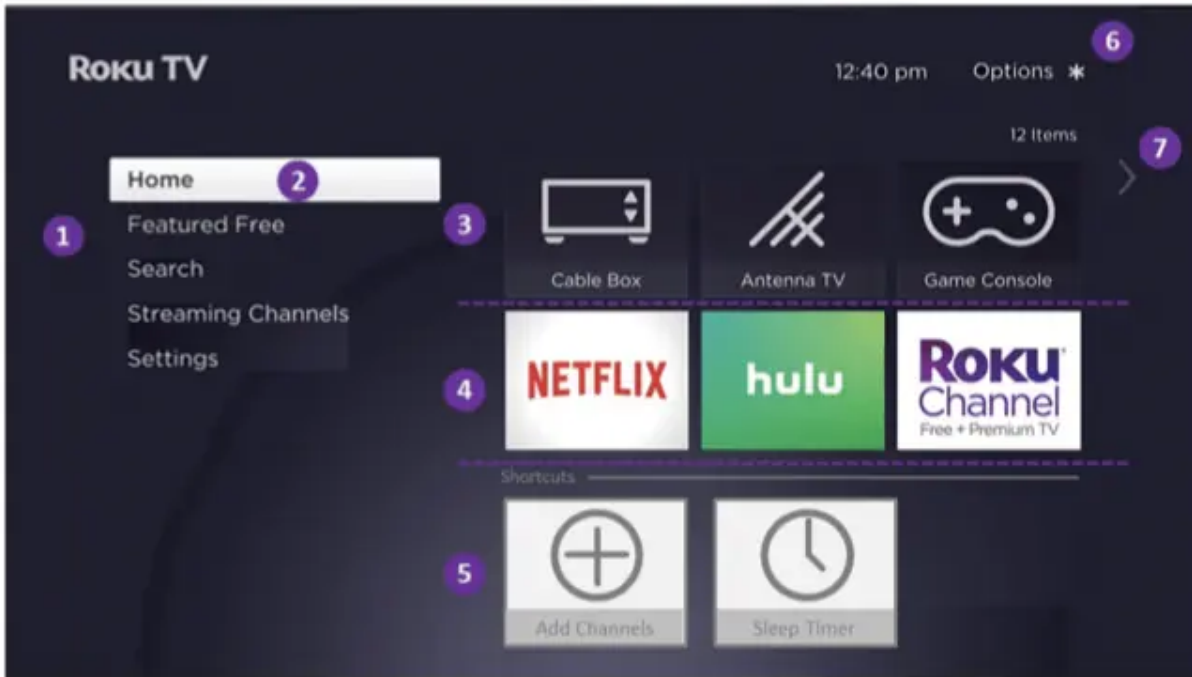 Roku TV
12:40 pm Options *
6
12 Items
7
Home 2
1
Featured Free
Search
Streaming Channels
Settings
3
Cable Box Antenna TV Game Console
4
NETFLIX
hulu
Roku
Channel
Free + Premium TV
Shortcuts
5
Add Channels Sleep Timer